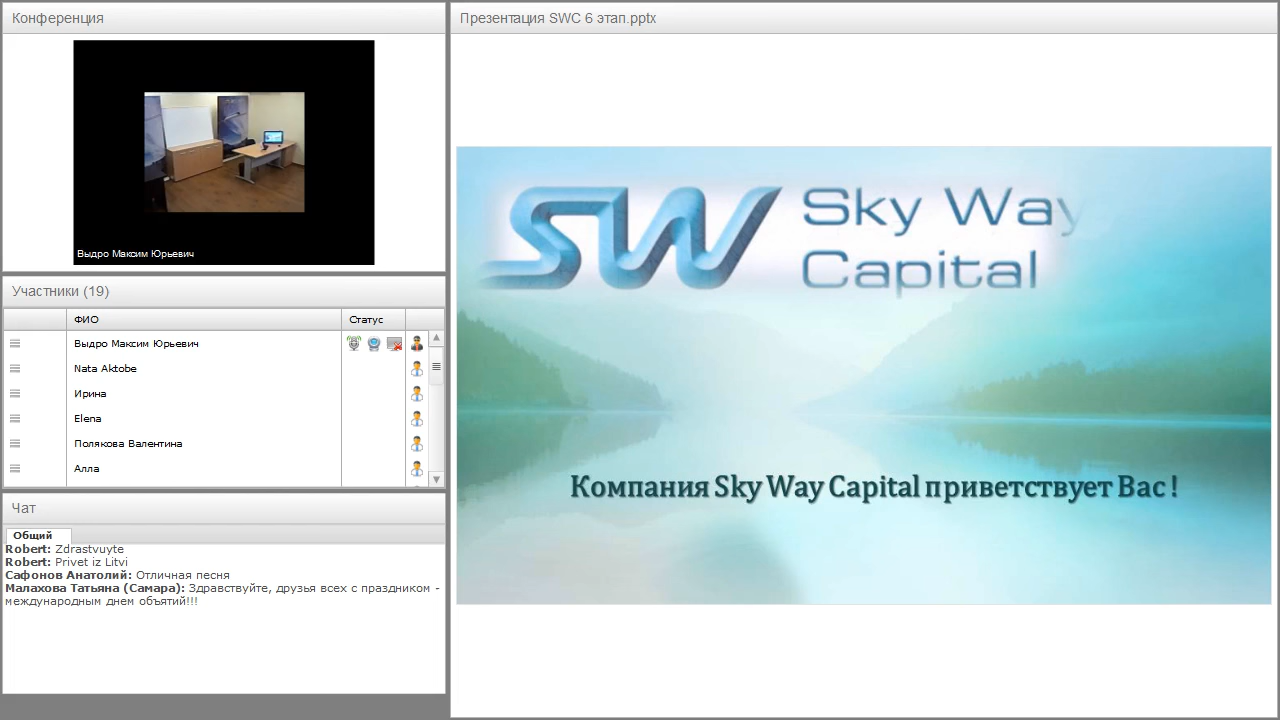 Конференция
Выдро Максим Юрьевич
Участники (19)
ФИО
Статус
Выдро Максим Юрьевич
Nata Aktobe
Ирина
Elena
Полякова Валентина
Алла
Чат
Общий
Robert: Zdrastvuyte
Robert: Privet iz Litvi
Сафонов Анатолий: Отличная песня
Малахова Татьяна (Самара): Здравствуйте, друзья всех с праздником -
международным днем объятий!!!
Презентация SWC 6 этап.pptx
SW
Sky Way
Capital
Компания Sky Way Capital приветствует Вас !